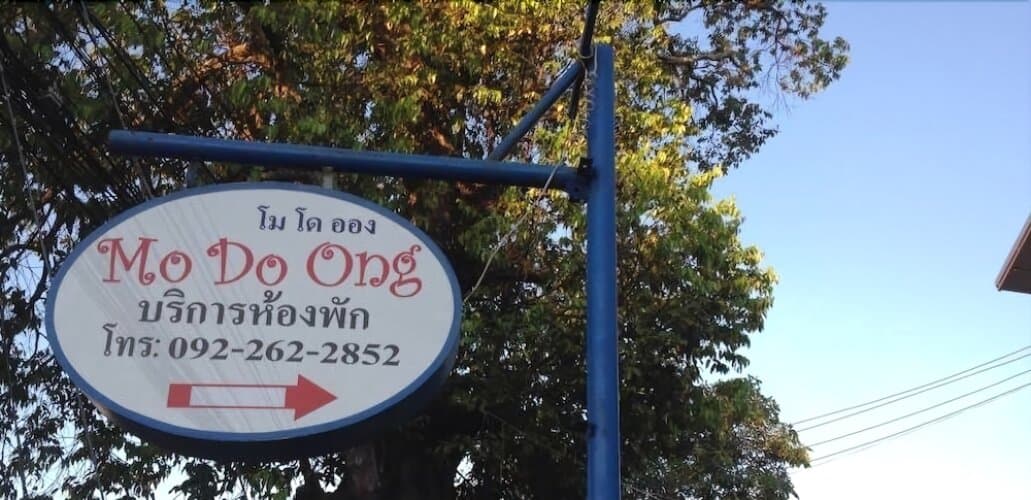 โม โด ออง
Mo Do Ong
บริการห้องพัก
โทร: 092-262-2852